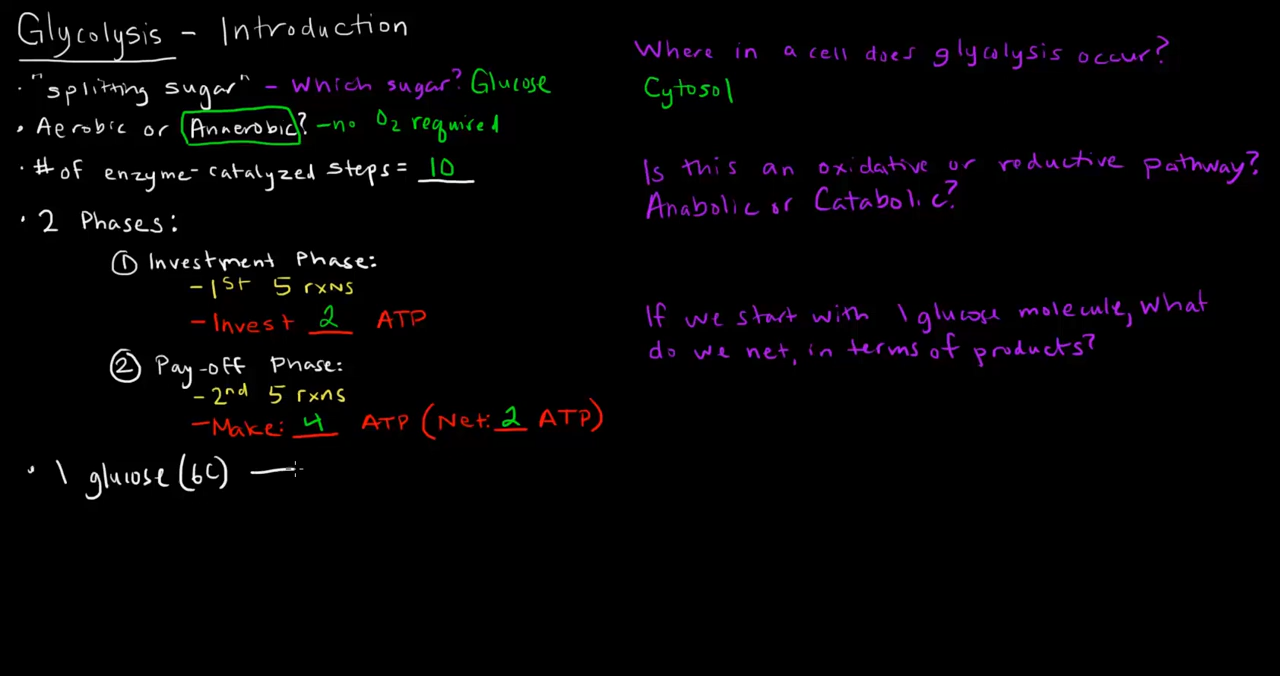 Glycolysis - Introduction
• "splitting sugar" - Which sugar? Glucose
• Aerobic or Anaerobic? - no O2 required
• # of enzyme-catalyzed steps = 10
• 2 Phases:
① Investment Phase:
- 1st 5 rxns
- Invest 2 ATP
② Pay-off Phase:
- 2nd 5 rxns
- Make: 4 ATP (Net: 2 ATP)
• 1 glucose (6C) —
Where in a cell does glycolysis occur?
Cytosol
Is this an oxidative or reductive pathway?
Anabolic or Catabolic?
If we start with 1 glucose molecule, what
do we net, in terms of products?